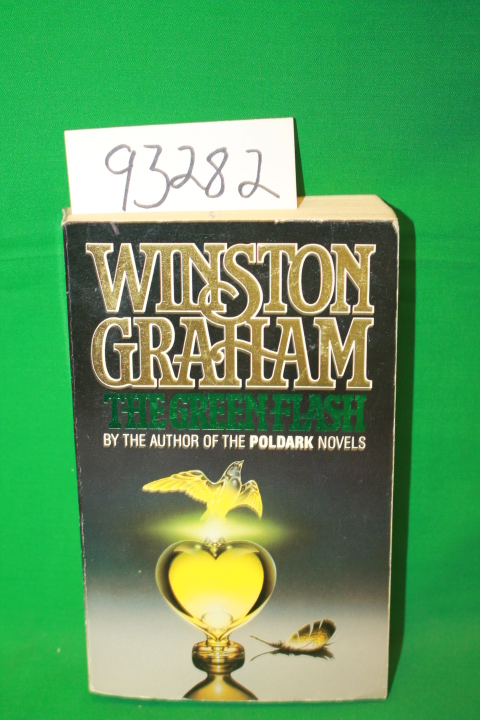 93282
WINSTON
GRAHAM
THE GREEN FLASH
BY THE AUTHOR OF THE POLDARK NOVELS